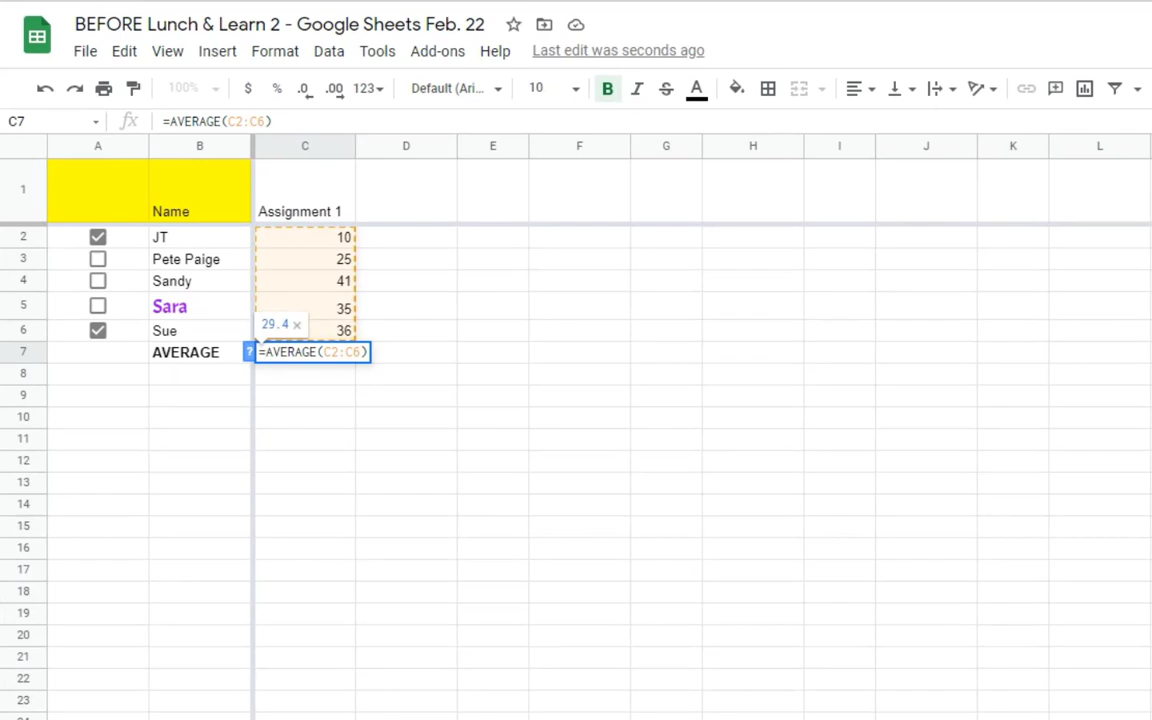 BEFORE Lunch & Learn 2 - Google Sheets Feb. 22
File Edit View Insert Format Data Tools Add-ons Help Last edit was seconds ago
100% $ % .0 .00 123 Default (Ari... 10 B I S A
C7 fx =AVERAGE(C2:C6)
A B C D E F G H I J K L
1 Name Assignment 1
2 JT 10
3 Pete Paige 25
4 Sandy 41
5 Sara 35
29.4 ×
6 Sue 36
7 AVERAGE ? =AVERAGE(C2:C6)
8
9
10
11
12
13
14
15
16
17
18
19
20
21
22
23